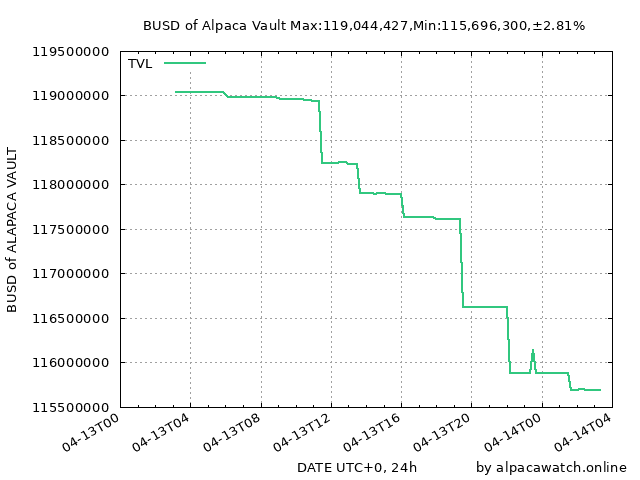 BUSD of Alpaca Vault Max:119,044,427,Min:115,696,300,±2.81%
TVL
119500000
119000000
118500000
118000000
117500000
117000000
116500000
116000000
115500000
BUSD of ALAPACA VAULT
04-13T00
04-13T04
04-13T08
04-13T12
04-13T16
04-13T20
04-14T00
04-14T04
DATE UTC+0, 24h
by alpacawatch.online